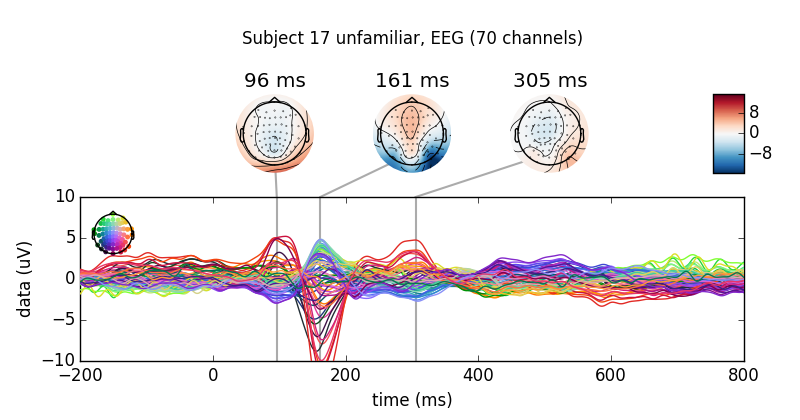 Subject 17 unfamiliar, EEG (70 channels)
96 ms 161 ms 305 ms
8
0
−8
10
5
0
−5
−10
data (uV)
−200 0 200 400 600 800
time (ms)